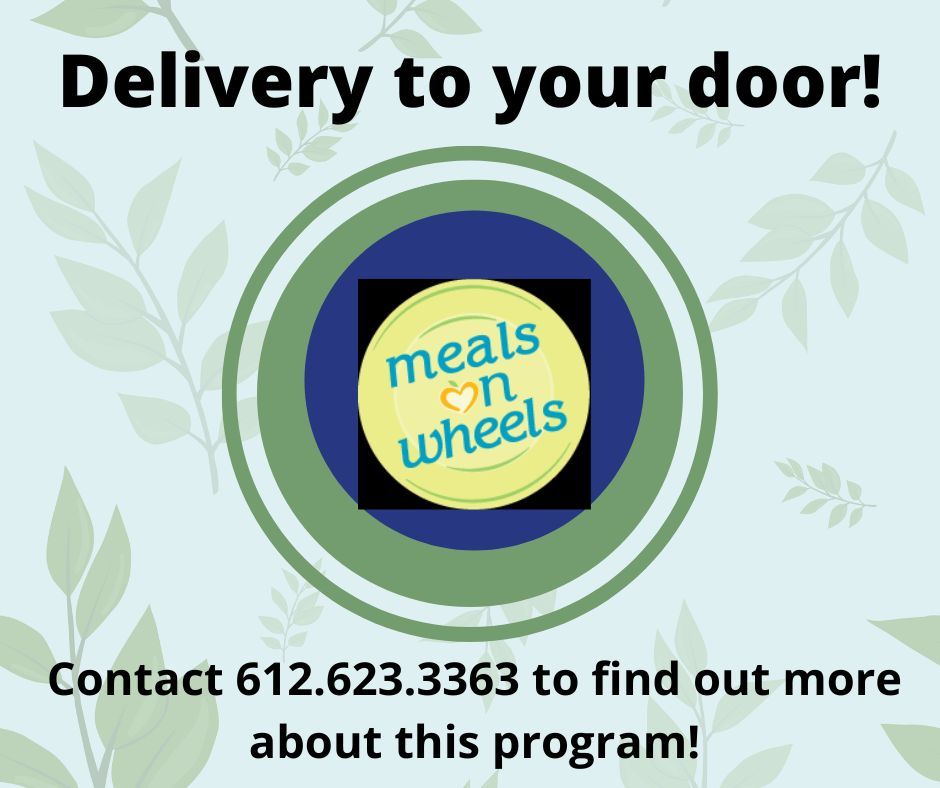 Delivery to your door!
meals
on
wheels
Contact 612.623.3363 to find out more
about this program!